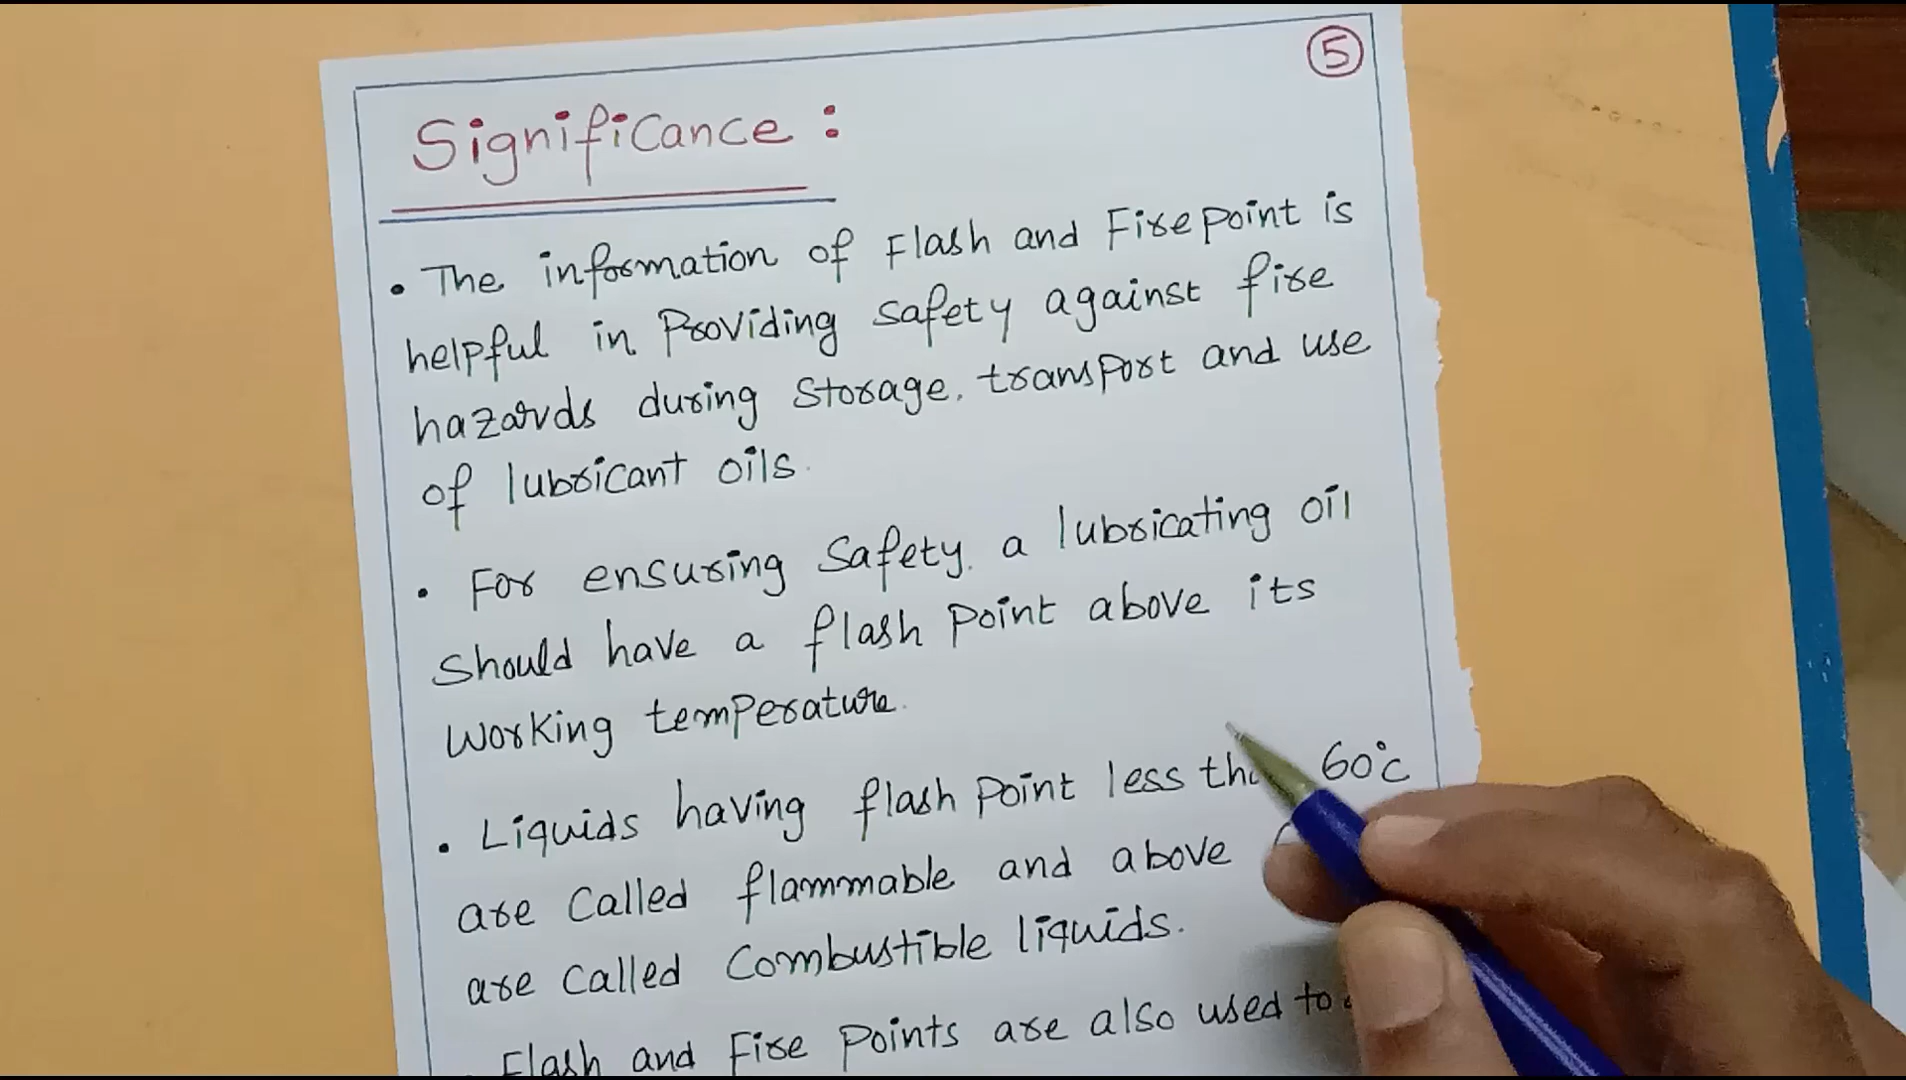 5
Significance :
• The information of Flash and Fire point is
helpful in Providing safety against fire
hazards during Storage, transport and use
of lubricant oils.
• For ensuring Safety, a lubricating oil
should have a flash point above its
working temperature.
• Liquids having flash point less 60°c
are called flammable and above
are called Combustible liquids.
• Flash and Fire points are also used to